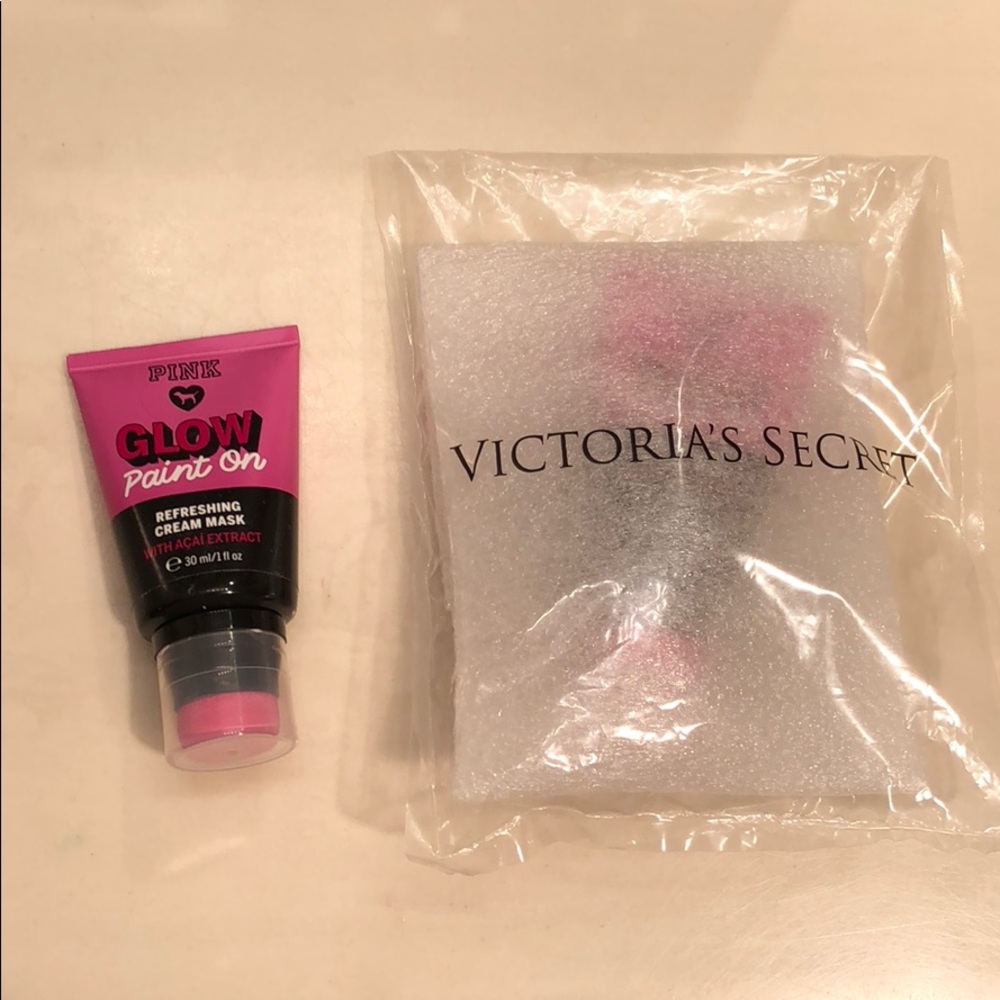 PINK
GLOW
Paint On
REFRESHING
CREAM MASK
WITH AÇAÍ EXTRACT
℮ 30 ml/1 fl oz
VICTORIA'S SECRET